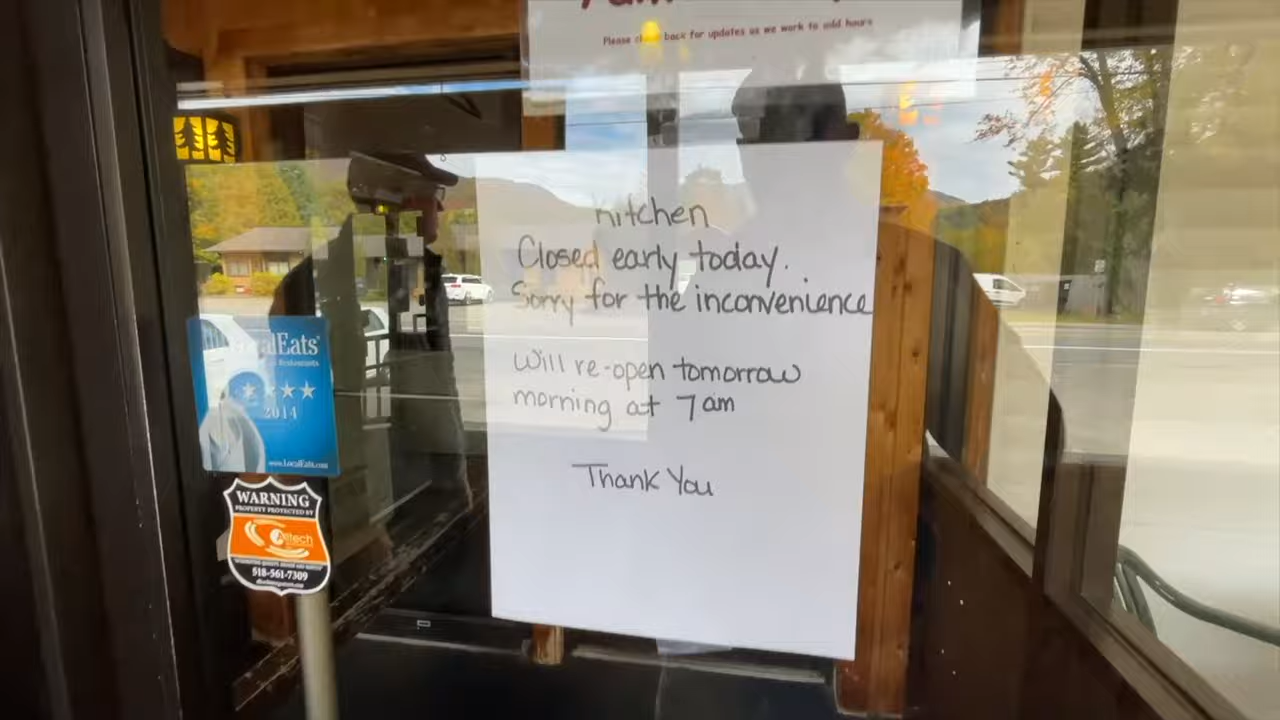 Please check back for updates as we work to add hours
Kitchen
Closed early today.
Sorry for the inconvenience
Will re-open tomorrow
morning at 7am
Thank You
LocalEats
Restaurants
2014
www.LocalEats.com
WARNING
PROPERTY PROTECTED BY
Alltech
518-561-7309